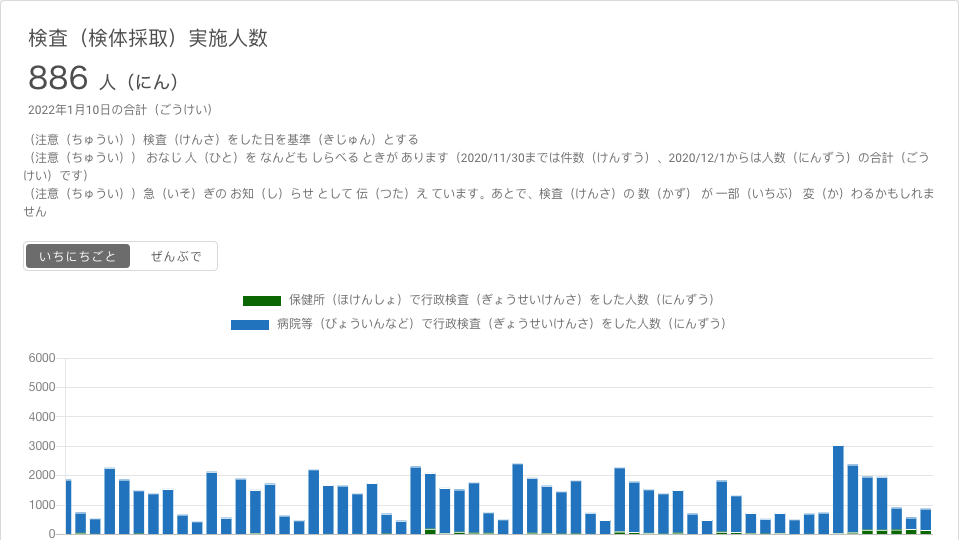 検査（検体採取）実施人数
886 人（にん）
2022年1月10日の合計（ごうけい）
（注意（ちゅうい））検査（けんさ）をした日を基準（きじゅん）とする
（注意（ちゅうい）） おなじ 人（ひと）を なんども しらべる ときが あります（2020/11/30までは件数（けんすう）、2020/12/1からは人数（にんずう）の合計（ごう
けい）です）
（注意（ちゅうい））急（いそ）ぎの お知（し）らせ として 伝（つた）え ています。あとで、検査（けんさ）の 数（かず） が 一部（いちぶ） 変（か）わるかもしれま
せん
いちにちごと ぜんぶで
保健所（ほけんしょ）で行政検査（ぎょうせいけんさ）をした人数（にんずう）
病院等（びょういんなど）で行政検査（ぎょうせいけんさ）をした人数（にんずう）
6000
5000
4000
3000
2000
1000
0